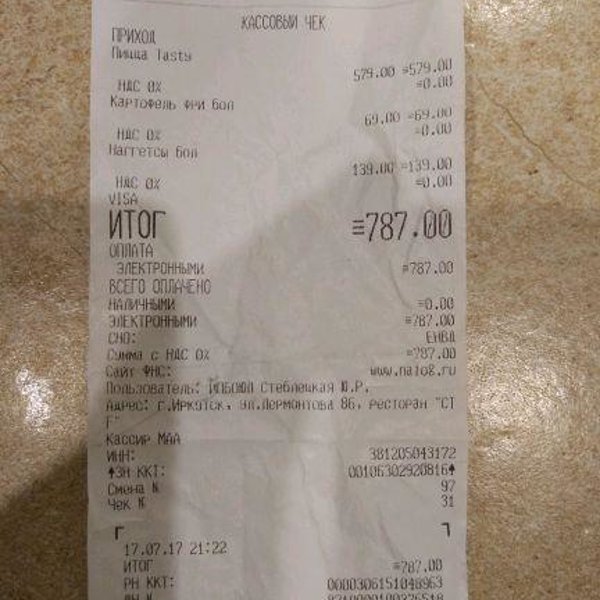 КАССОВЫЙ ЧЕК
ПРИХОД
Пицца Tasty
579.00 =579.00
НДС 0% =0.00
Картофель фри бол
69.00 =69.00
НДС 0% =0.00
Наггетсы бол
139.00 =139.00
НДС 0% =0.00
VISA
ИТОГ =787.00
ОПЛАТА
ЭЛЕКТРОННЫМИ =787.00
ВСЕГО ОПЛАЧЕНО
НАЛИЧНЫМИ =0.00
ЭЛЕКТРОННЫМИ =787.00
СНО: ЕНВД
Сумма с НДС 0% =787.00
Сайт ФНС: www.nalog.ru
Пользователь: Стеблецкая Ю.Р.
Адрес: г.Иркутск, ул.Лермонтова 86, ресторан "СІ
Г"
Кассир МАА
ИНН: 381205043172
ЗН ККТ: 00106302920816
Смена № 97
Чек № 31
17.07.17 21:22
ИТОГ =787.00
РН ККТ: 0000306151048963